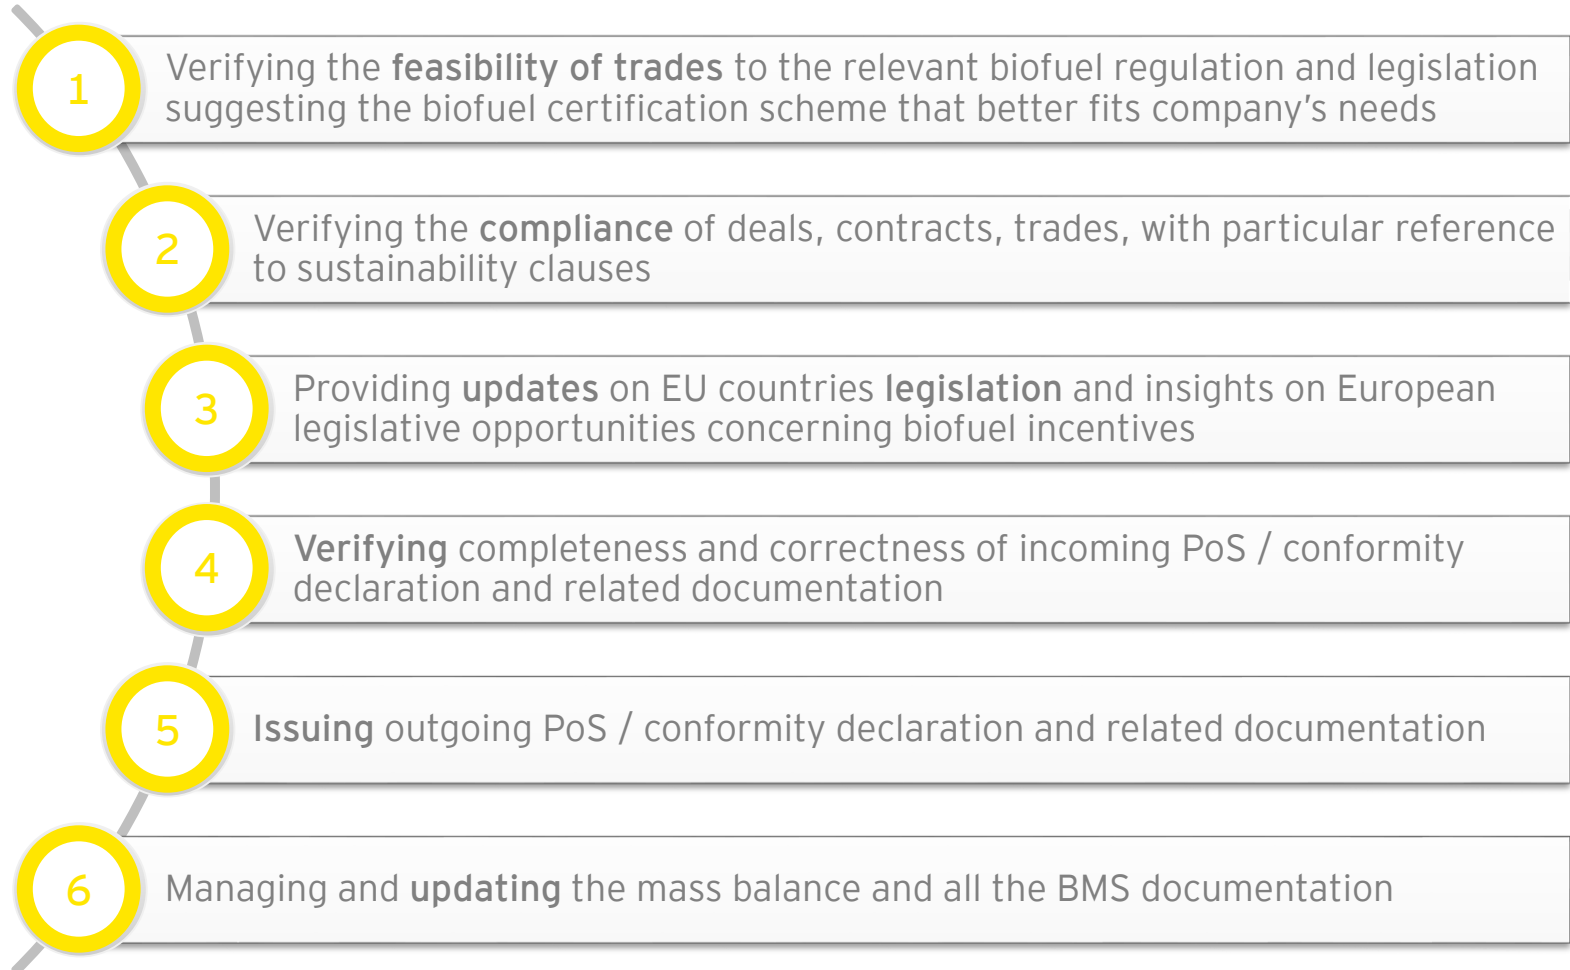 1
Verifying the feasibility of trades to the relevant biofuel regulation and legislation
suggesting the biofuel certification scheme that better fits company’s needs
2
Verifying the compliance of deals, contracts, trades, with particular reference
to sustainability clauses
3
Providing updates on EU countries legislation and insights on European
legislative opportunities concerning biofuel incentives
4
Verifying completeness and correctness of incoming PoS / conformity
declaration and related documentation
5
Issuing outgoing PoS / conformity declaration and related documentation
6
Managing and updating the mass balance and all the BMS documentation